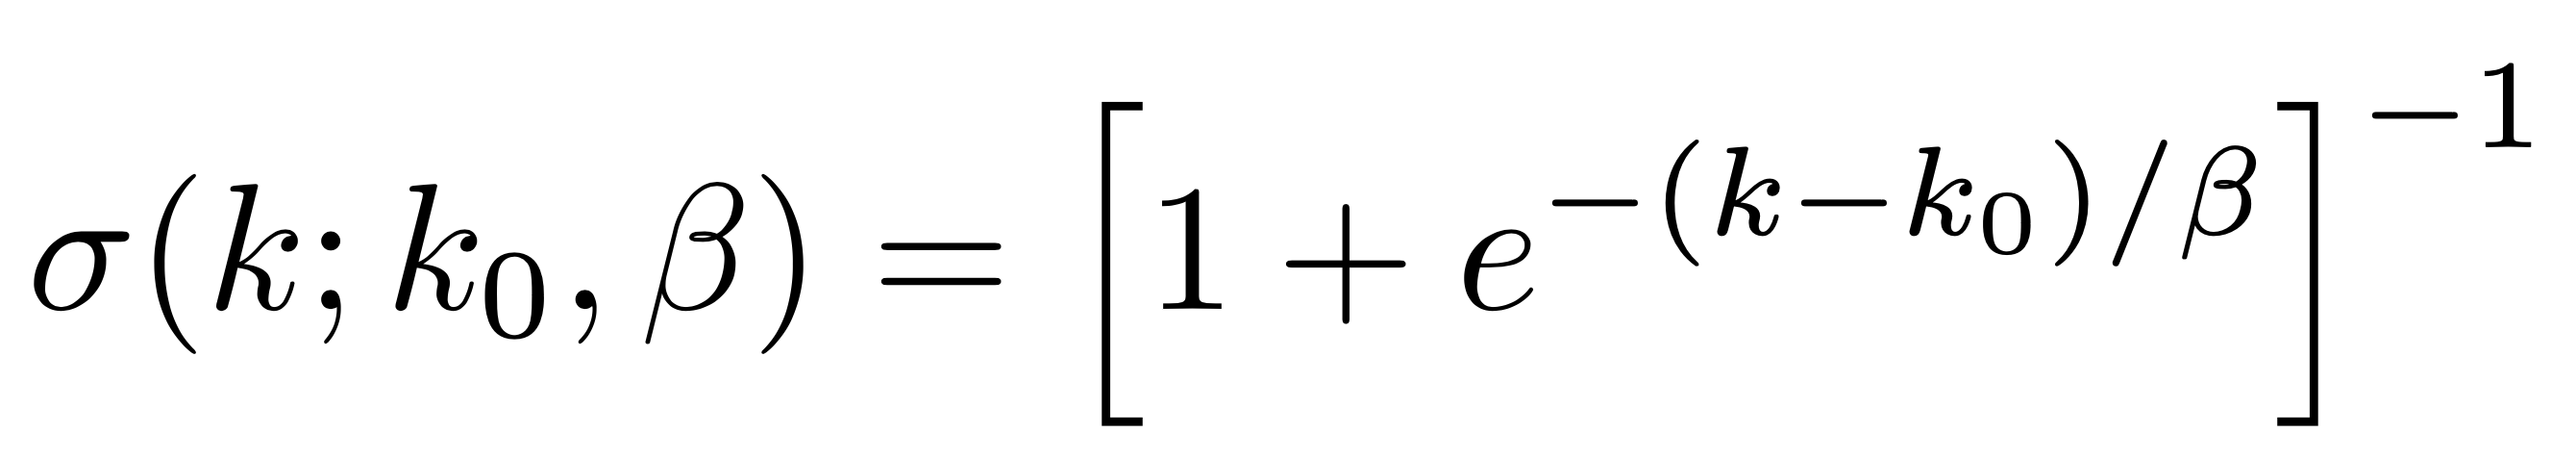 σ(k; k₀, β) = [1 + e^{−(k−k₀)/β}]^{−1}